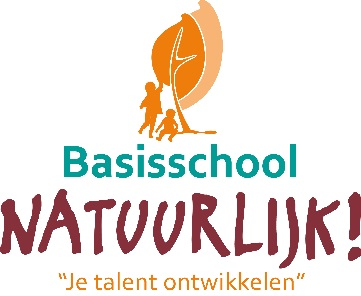 Basisschool
NATUURLIJK!
"Je talent ontwikkelen"